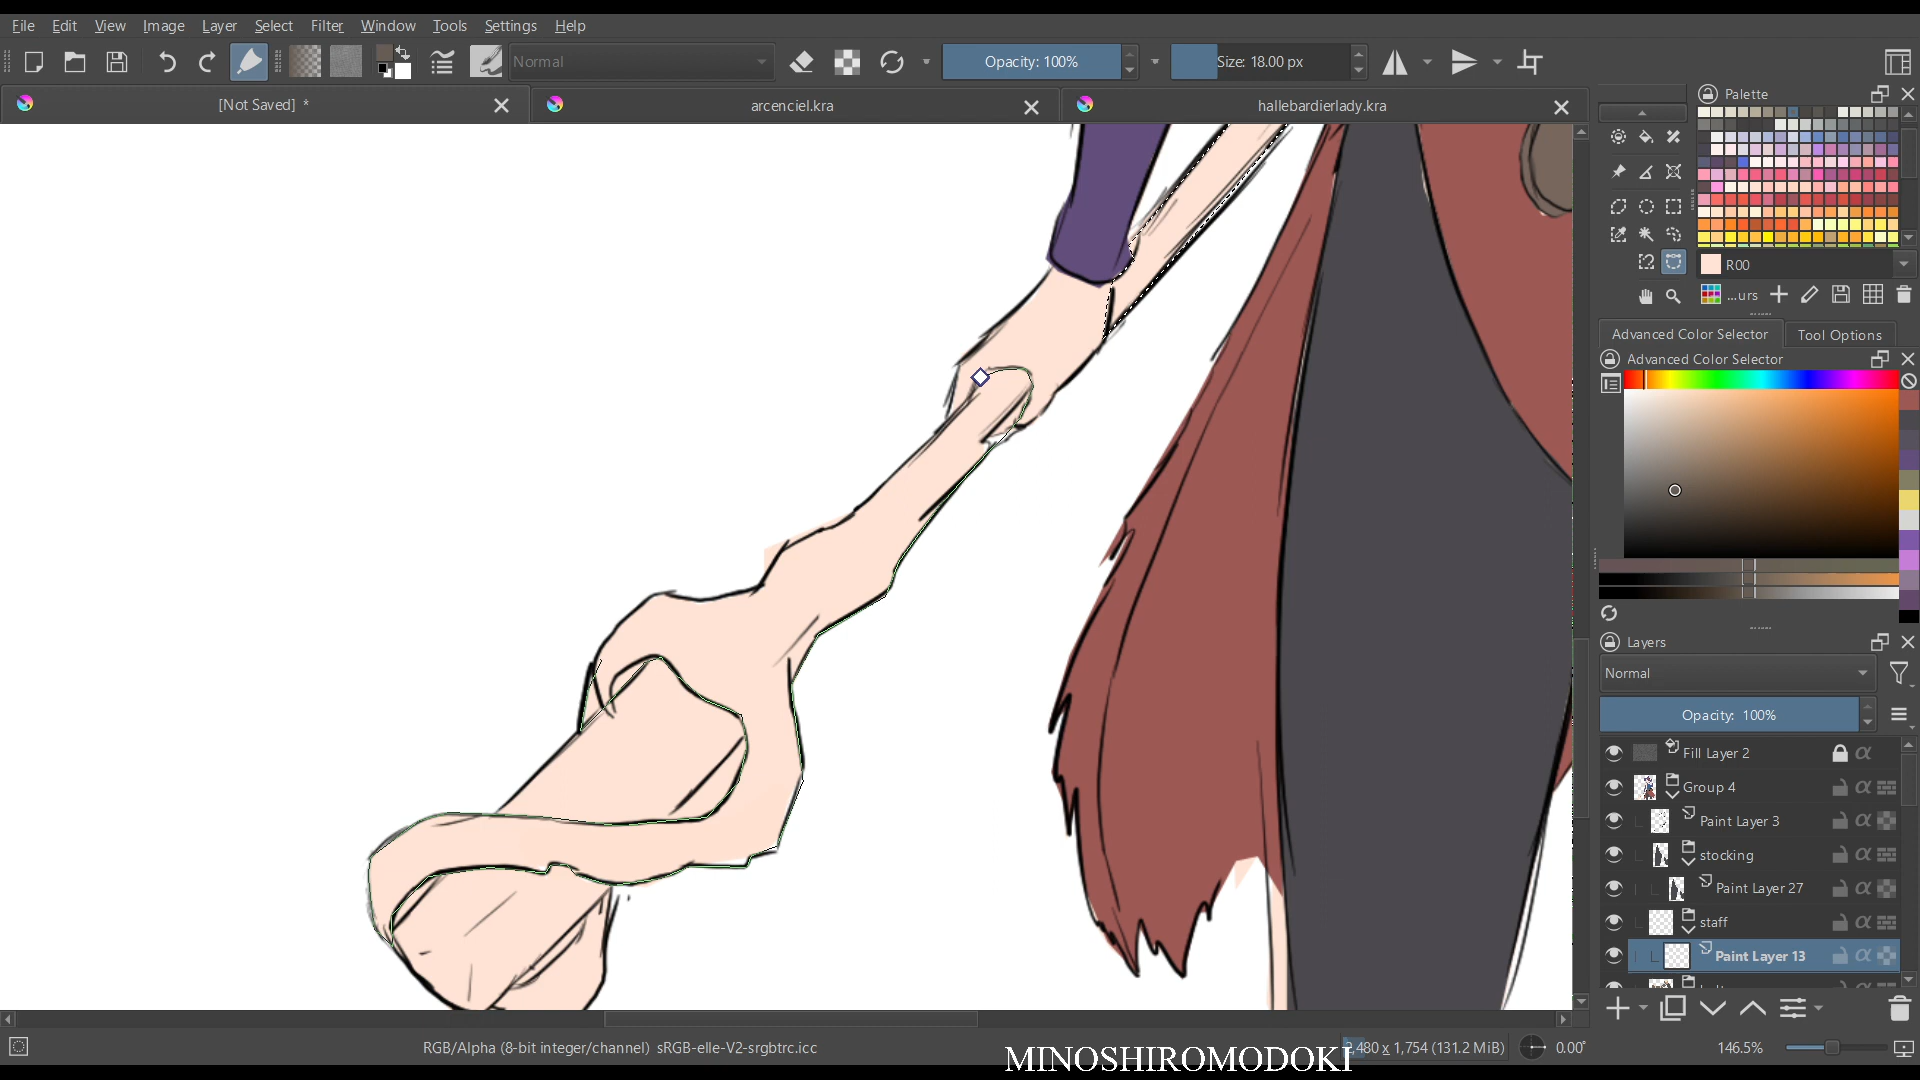 File Edit View Image Layer Select Filter Tools Settings Window Help
Normal
Opacity: 100%
Size: 18.00 px
[Not Saved] *
arcenciel.kra
hallebardierlady.kra
Palette
R00
...urs
Advanced Color Selector
Tool Options
Advanced Color Selector
Layers
Normal
Opacity: 100%
Fill Layer 2
Group 4
Paint Layer 3
stocking
Paint Layer 27
staff
Paint Layer 13
RGB/Alpha (8-bit integer/channel) sRGB-elle-V2-srgbtrc.icc
2,480 x 1,754 (131.2 MiB)
0.00°
146.5%
MINOSHIROMODOKI